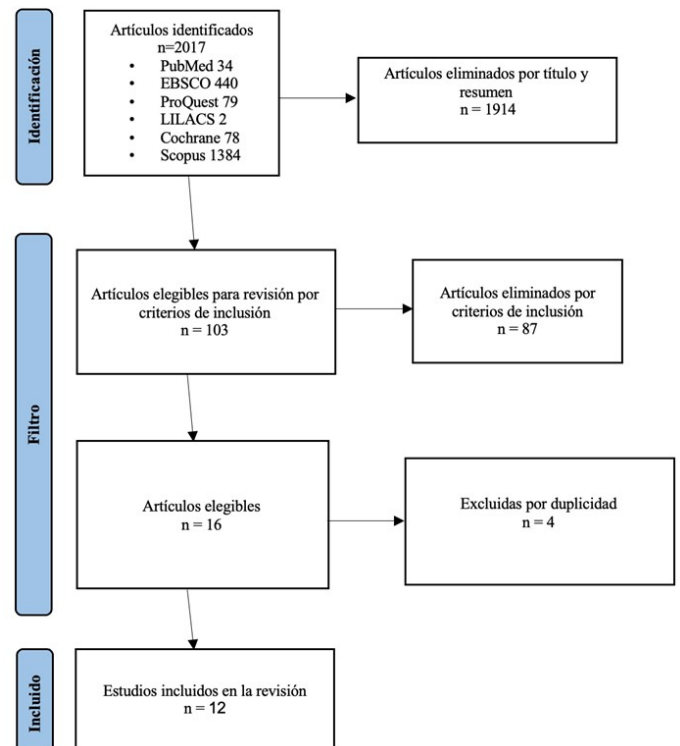 Identificación
Artículos identificados
n=2017
• PubMed 34
• EBSCO 440
• ProQuest 79
• LILACS 2
• Cochrane 78
• Scopus 1384
Artículos eliminados por título y
resumen
n = 1914
Filtro
Artículos elegibles para revisión por
criterios de inclusión
n = 103
Artículos eliminados por
criterios de inclusión
n = 87
Artículos elegibles
n = 16
Excluidas por duplicidad
n = 4
Incluido
Estudios incluidos en la revisión
n = 12